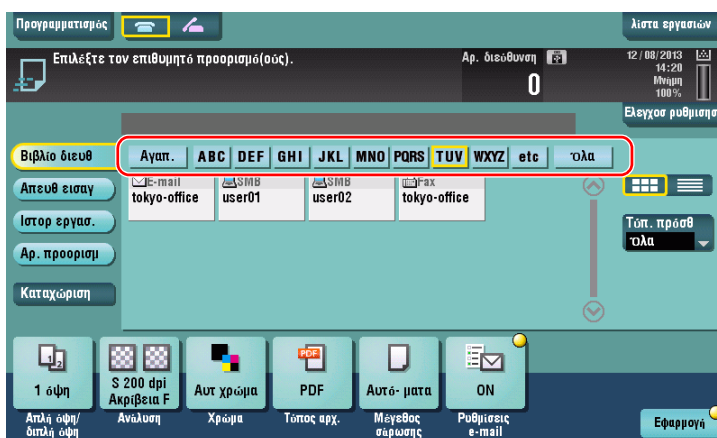 Προγραμματισμός
λίστα εργασιών
Επιλέξτε τον επιθυμητό προορισμό(ούς).
Αρ. διεύθυνση
0
12/08/2013
14:20
Μνήμη
100%
Ελεγχοσ ρυθμισησ
Βιβλίο διευθ
Αγαπ. ABC DEF GHI JKL MNO PQRS TUV WXYZ etc Όλα
E-mail
tokyo-office
SMB
user01
SMB
user02
Fax
tokyo-office
Απευθ εισαγ
Ιστορ εργασ.
Αρ. προορισμ
Καταχώριση
Τύπ. πρόσθ
Όλα
1 όψη
S 200 dpi
Ακρίβεια F
Αυτ χρώμα
PDF
Αυτό- ματα
ON
Απλή όψη/
διπλή όψη
Ανάλυση
Χρώμα
Τύπος αρχ.
Μέγεθος
σάρωσης
Ρυθμίσεις
e-mail
Εφαρμογή